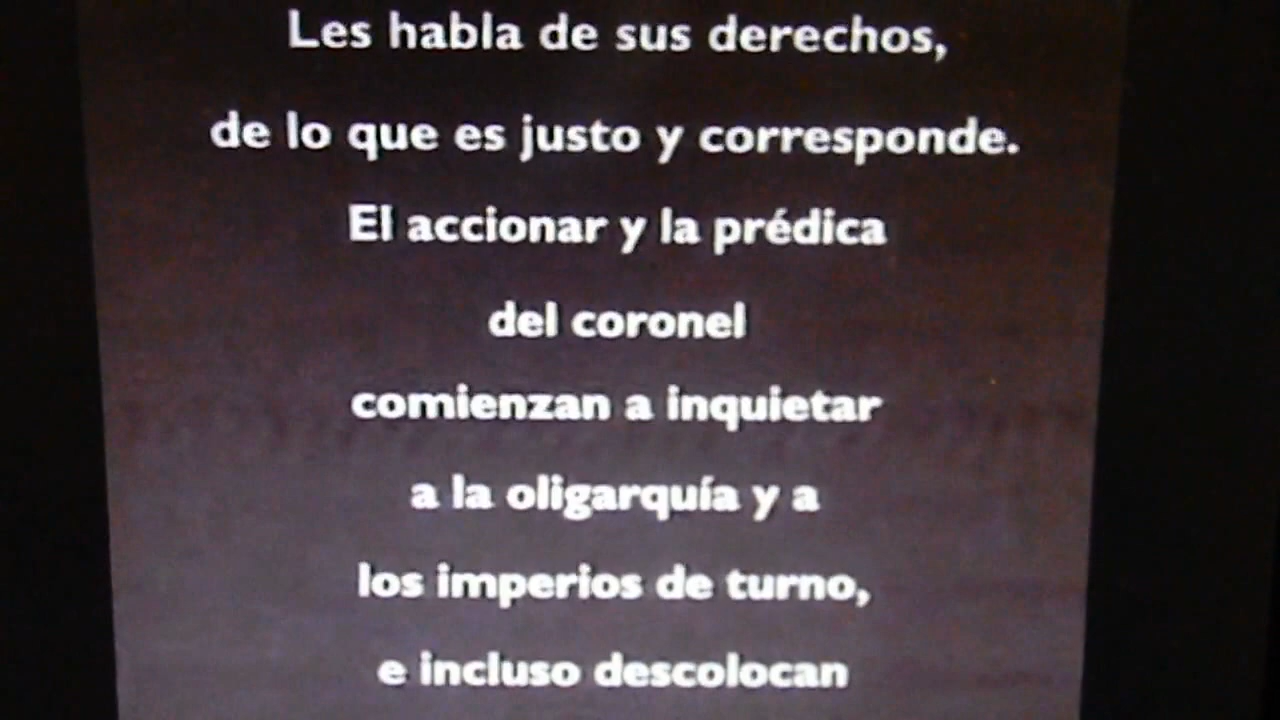 Les habla de sus derechos,
de lo que es justo y corresponde.
El accionar y la prédica
del coronel
comienzan a inquietar
a la oligarquía y a
los imperios de turno,
e incluso descolocan